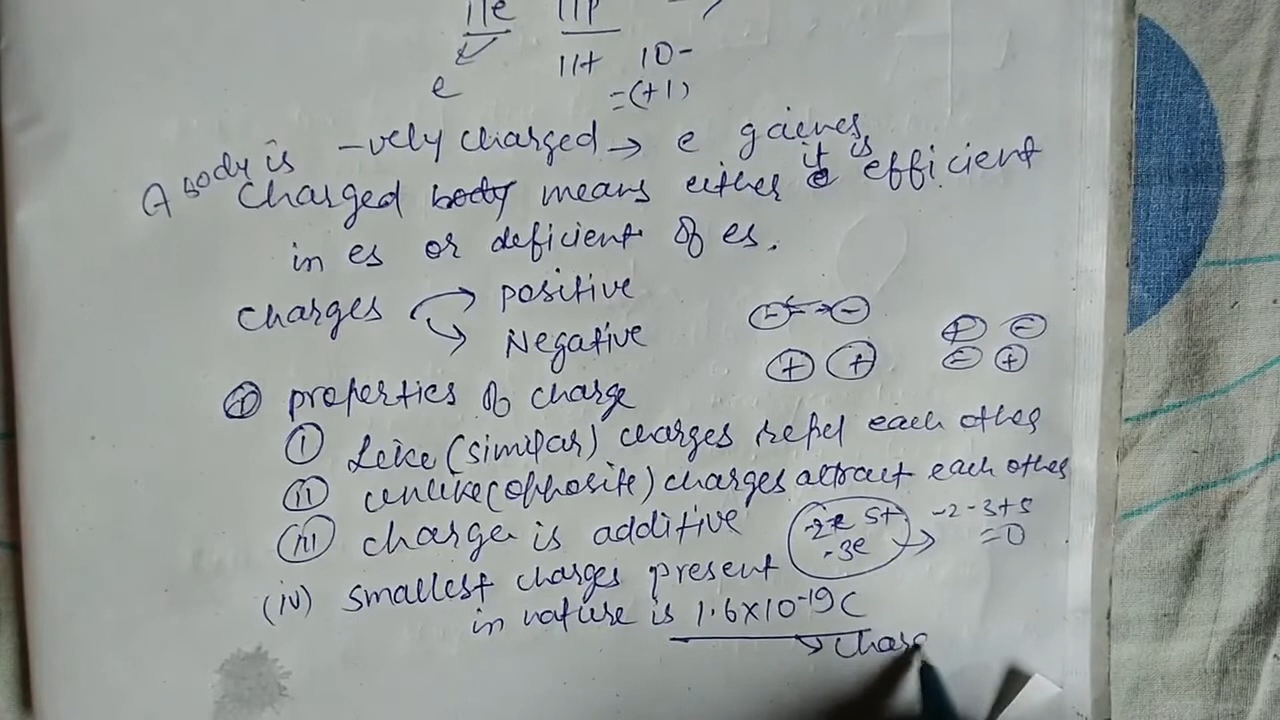 11e 11p
e 11+ 10-
=(+1)
-vely charged → e gaines
A body is charged body means either it is efficient
in es or deficient of es.
charges → positive
→ Negative
- ↔ -
+ +
+ -
- +
properties of charge
(i) Like (similar) charges repel each other
(ii) unlike (opposite) charges attract each other
(iii) charge is additive -2e 5+ -3e → -2-3+5
=0
(iv) smallest charges present
in nature is 1.6×10-19C
→ charg